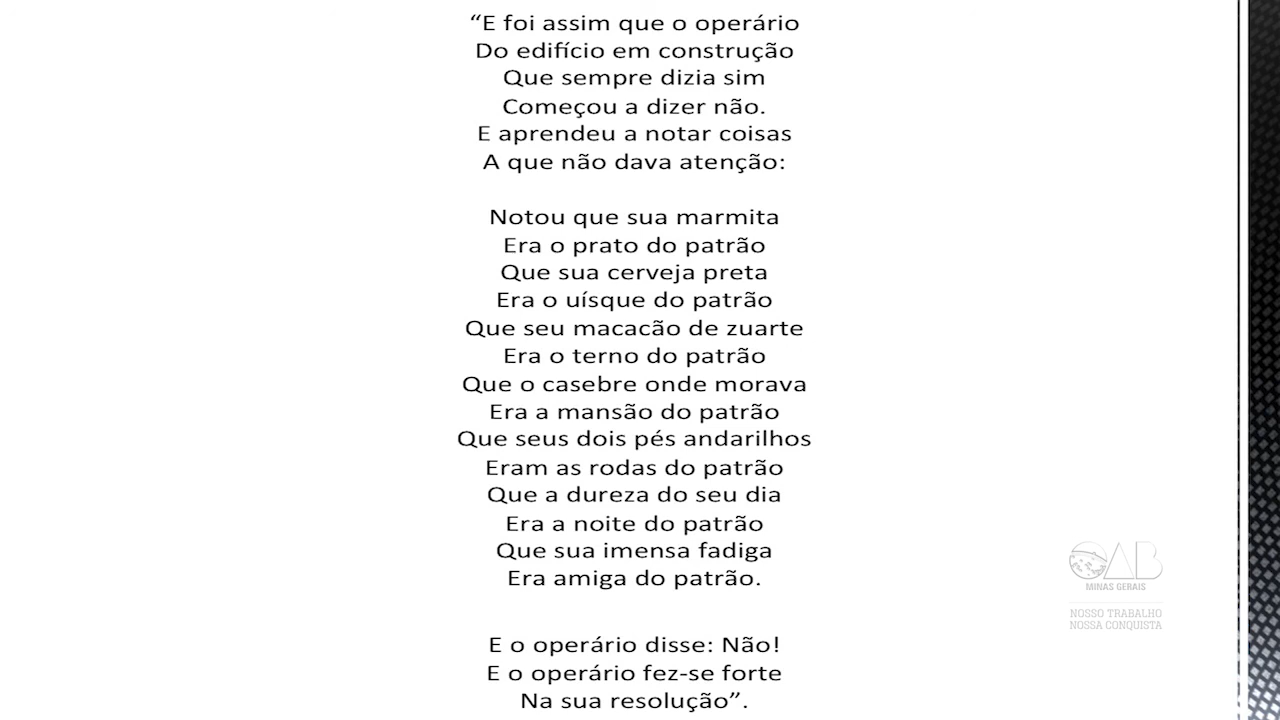 “E foi assim que o operário
Do edifício em construção
Que sempre dizia sim
Começou a dizer não.
E aprendeu a notar coisas
A que não dava atenção:
Notou que sua marmita
Era o prato do patrão
Que sua cerveja preta
Era o uísque do patrão
Que seu macacão de zuarte
Era o terno do patrão
Que o casebre onde morava
Era a mansão do patrão
Que seus dois pés andarilhos
Eram as rodas do patrão
Que a dureza do seu dia
Era a noite do patrão
Que sua imensa fadiga
Era amiga do patrão.
E o operário disse: Não!
E o operário fez-se forte
Na sua resolução”.
OAB
MINAS GERAIS
NOSSO TRABALHO
NOSSA CONQUISTA